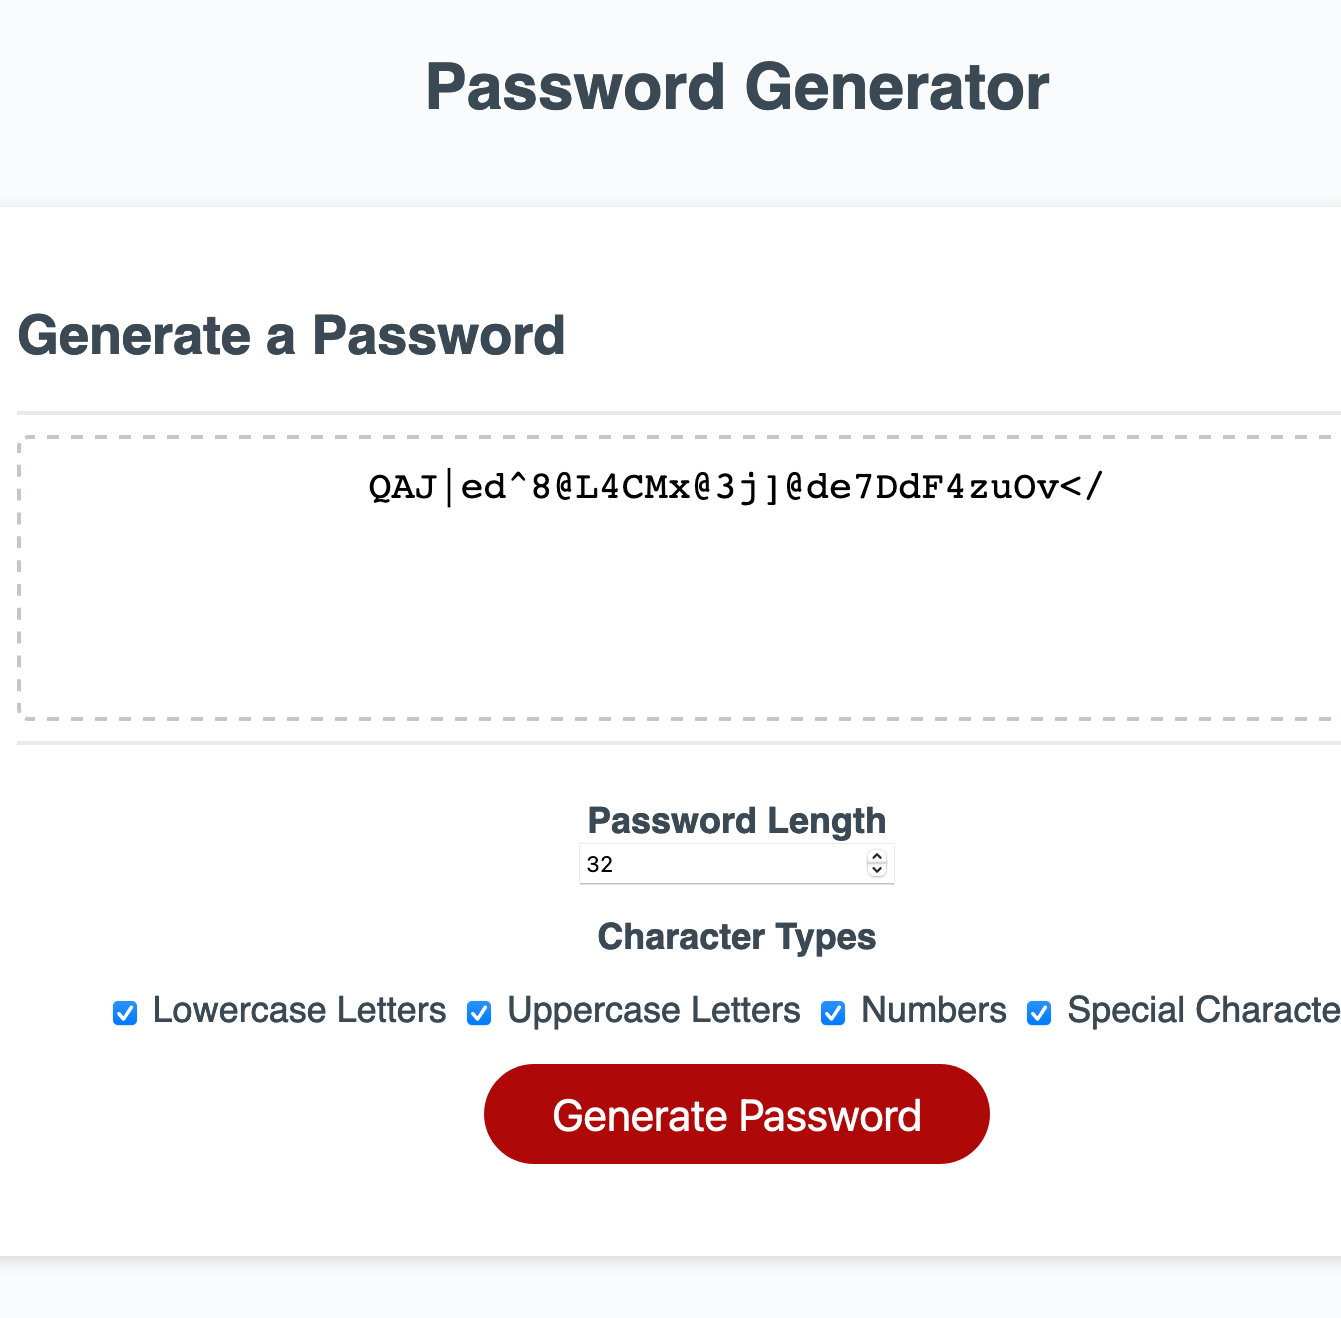 Password Generator
Generate a Password
QAJ|ed^8@L4CMx@3j]@de7DdF4zuOv</
Password Length
32
Character Types
Lowercase Letters Uppercase Letters Numbers Special Characte
Generate Password